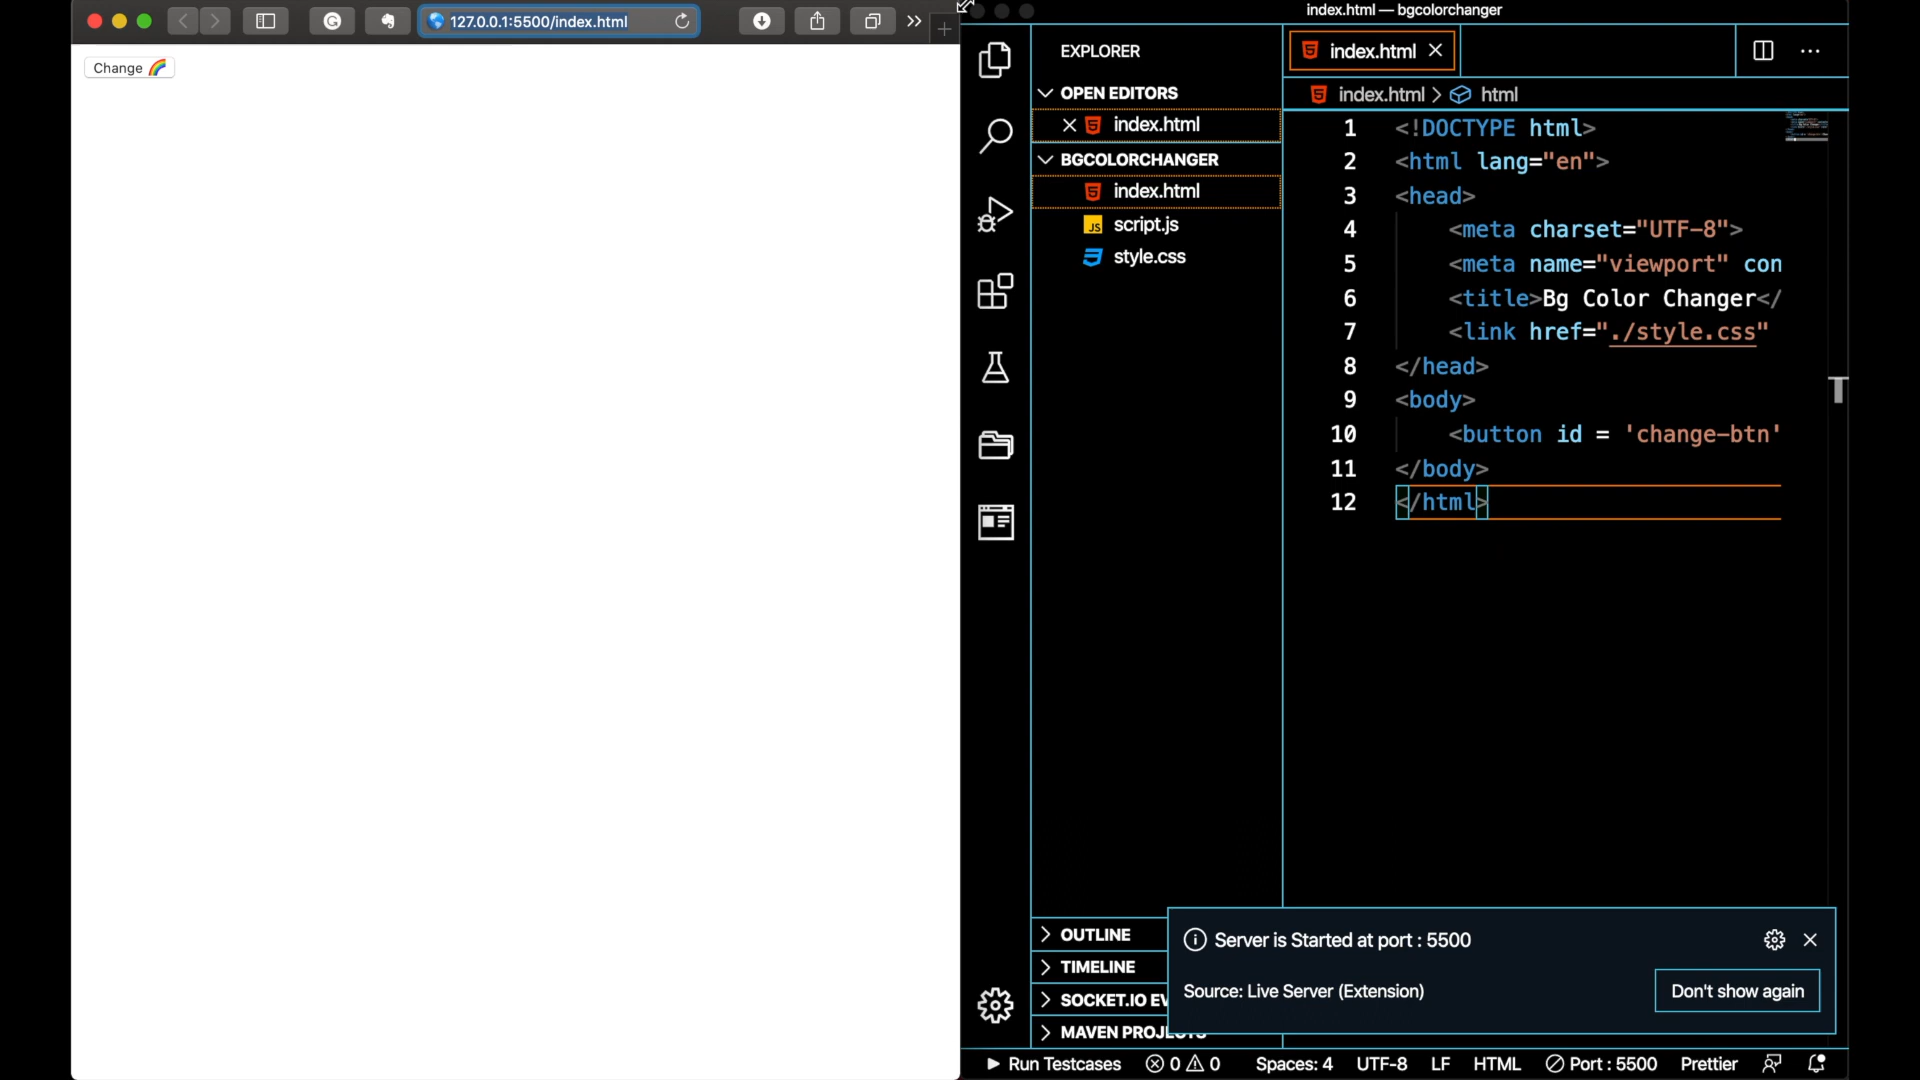 127.0.0.1:5500/index.html
Change 🌈
index.html — bgcolorchanger
EXPLORER
OPEN EDITORS
index.html
BGCOLORCHANGER
index.html
script.js
style.css
OUTLINE
TIMELINE
SOCKET.IO EV
MAVEN PROJECTS
index.html
index.html > html
1 <!DOCTYPE html>
2 <html lang="en">
3 <head>
4 <meta charset="UTF-8">
5 <meta name="viewport" con
6 <title>Bg Color Changer</
7 <link href="./style.css"
8 </head>
9 <body>
10 <button id = 'change-btn'
11 </body>
12 </html>
Server is Started at port : 5500
Source: Live Server (Extension)
Don't show again
Run Testcases 0 0 Spaces: 4 UTF-8 LF HTML Port : 5500 Prettier